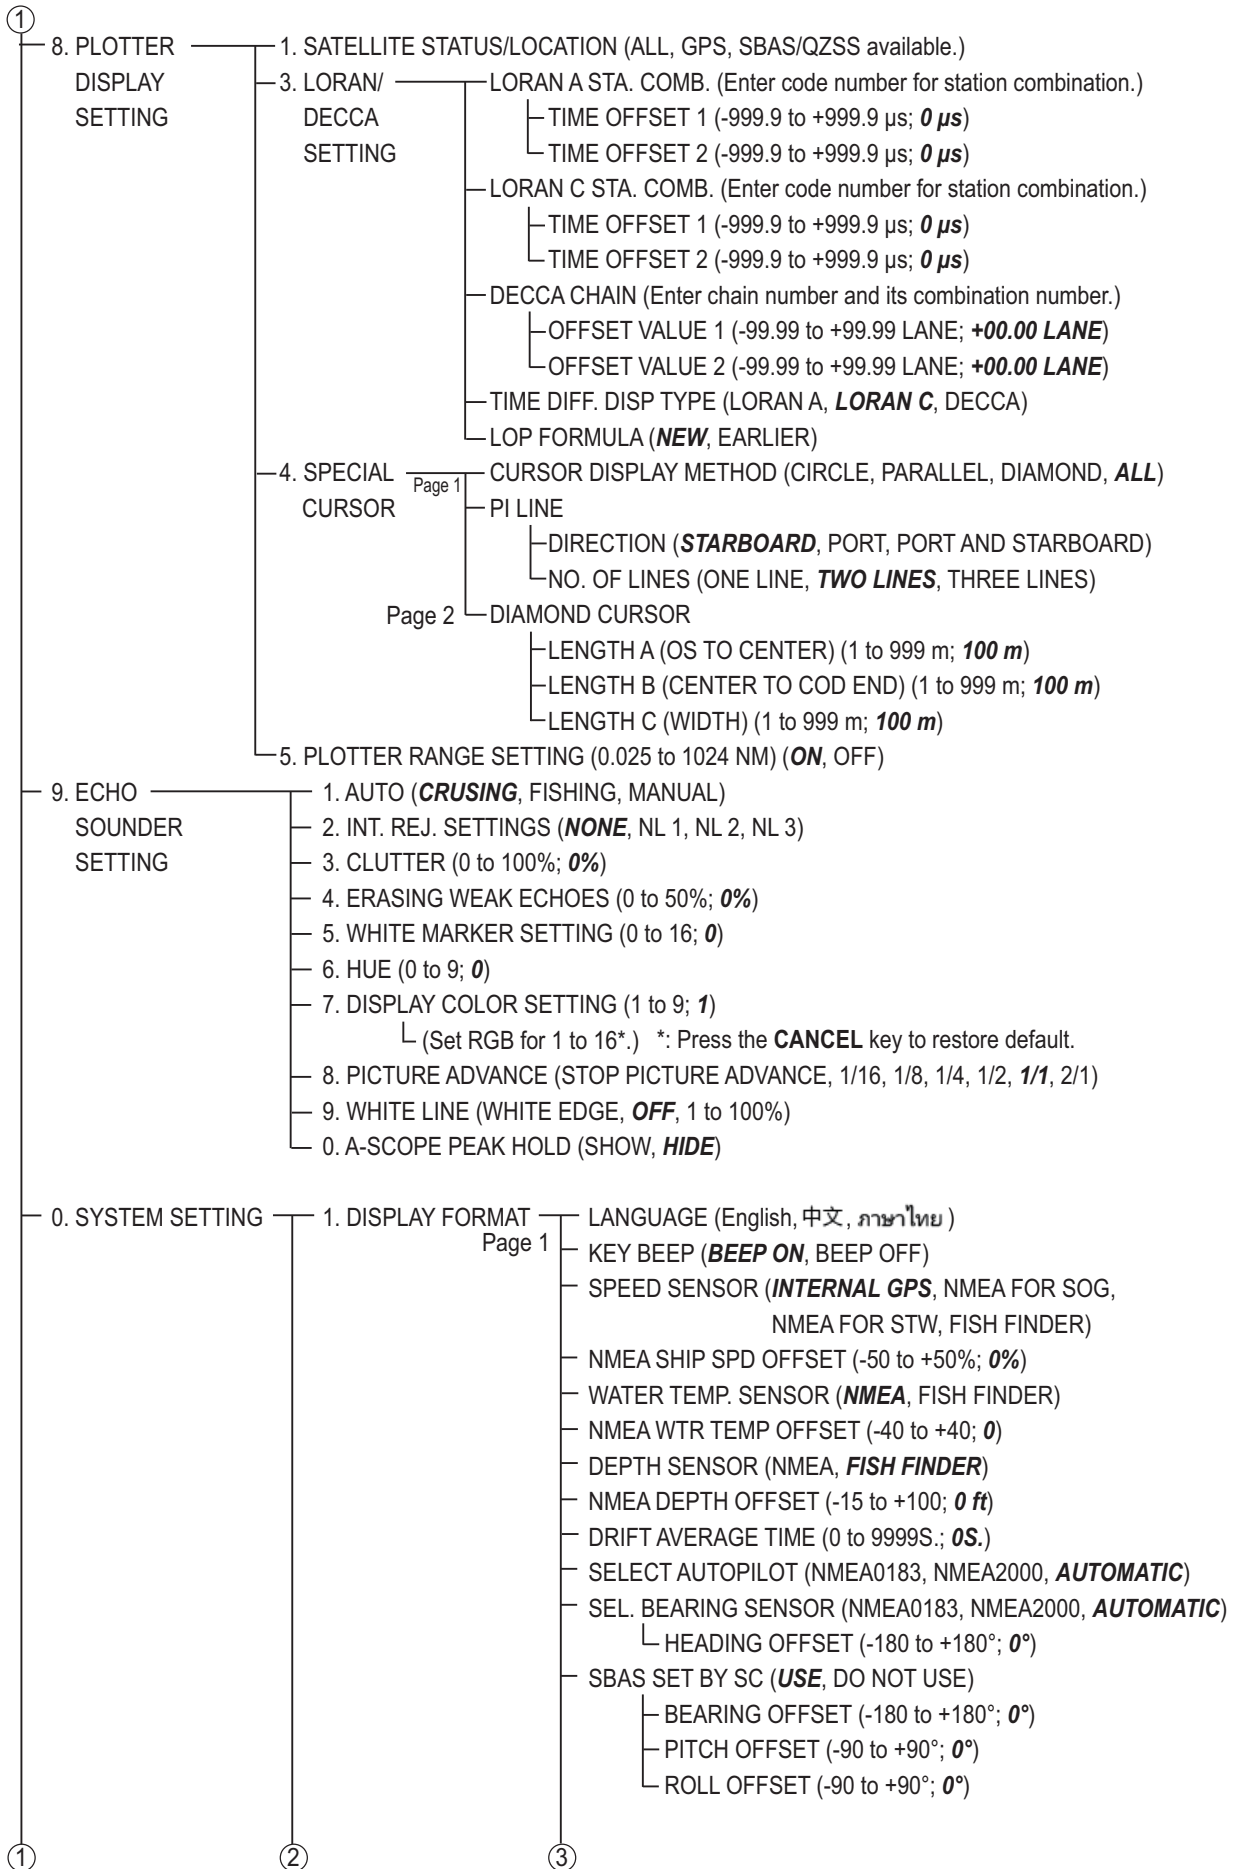 1
8. PLOTTER DISPLAY SETTING
1. SATELLITE STATUS/LOCATION (ALL, GPS, SBAS/QZSS available.)
3. LORAN/ DECCA SETTING
LORAN A STA. COMB. (Enter code number for station combination.)
TIME OFFSET 1 (-999.9 to +999.9 µs; 0 µs)
TIME OFFSET 2 (-999.9 to +999.9 µs; 0 µs)
LORAN C STA. COMB. (Enter code number for station combination.)
TIME OFFSET 1 (-999.9 to +999.9 µs; 0 µs)
TIME OFFSET 2 (-999.9 to +999.9 µs; 0 µs)
DECCA CHAIN (Enter chain number and its combination number.)
OFFSET VALUE 1 (-99.99 to +99.99 LANE; +00.00 LANE)
OFFSET VALUE 2 (-99.99 to +99.99 LANE; +00.00 LANE)
TIME DIFF. DISP TYPE (LORAN A, LORAN C, DECCA)
LOP FORMULA (NEW, EARLIER)
4. SPECIAL CURSOR
Page 1
CURSOR DISPLAY METHOD (CIRCLE, PARALLEL, DIAMOND, ALL)
PI LINE
DIRECTION (STARBOARD, PORT, PORT AND STARBOARD)
NO. OF LINES (ONE LINE, TWO LINES, THREE LINES)
Page 2
DIAMOND CURSOR
LENGTH A (OS TO CENTER) (1 to 999 m; 100 m)
LENGTH B (CENTER TO COD END) (1 to 999 m; 100 m)
LENGTH C (WIDTH) (1 to 999 m; 100 m)
5. PLOTTER RANGE SETTING (0.025 to 1024 NM) (ON, OFF)
9. ECHO SOUNDER SETTING
1. AUTO (CRUSING, FISHING, MANUAL)
2. INT. REJ. SETTINGS (NONE, NL 1, NL 2, NL 3)
3. CLUTTER (0 to 100%; 0%)
4. ERASING WEAK ECHOES (0 to 50%; 0%)
5. WHITE MARKER SETTING (0 to 16; 0)
6. HUE (0 to 9; 0)
7. DISPLAY COLOR SETTING (1 to 9; 1)
(Set RGB for 1 to 16*.) *: Press the CANCEL key to restore default.
8. PICTURE ADVANCE (STOP PICTURE ADVANCE, 1/16, 1/8, 1/4, 1/2, 1/1, 2/1)
9. WHITE LINE (WHITE EDGE, OFF, 1 to 100%)
0. A-SCOPE PEAK HOLD (SHOW, HIDE)
0. SYSTEM SETTING
1. DISPLAY FORMAT
Page 1
LANGUAGE (English, 中文, ภาษาไทย )
KEY BEEP (BEEP ON, BEEP OFF)
SPEED SENSOR (INTERNAL GPS, NMEA FOR SOG,
NMEA FOR STW, FISH FINDER)
NMEA SHIP SPD OFFSET (-50 to +50%; 0%)
WATER TEMP. SENSOR (NMEA, FISH FINDER)
NMEA WTR TEMP OFFSET (-40 to +40; 0)
DEPTH SENSOR (NMEA, FISH FINDER)
NMEA DEPTH OFFSET (-15 to +100; 0 ft)
DRIFT AVERAGE TIME (0 to 9999S.; 0S.)
SELECT AUTOPILOT (NMEA0183, NMEA2000, AUTOMATIC)
SEL. BEARING SENSOR (NMEA0183, NMEA2000, AUTOMATIC)
HEADING OFFSET (-180 to +180°; 0°)
SBAS SET BY SC (USE, DO NOT USE)
BEARING OFFSET (-180 to +180°; 0°)
PITCH OFFSET (-90 to +90°; 0°)
ROLL OFFSET (-90 to +90°; 0°)
1
2
3